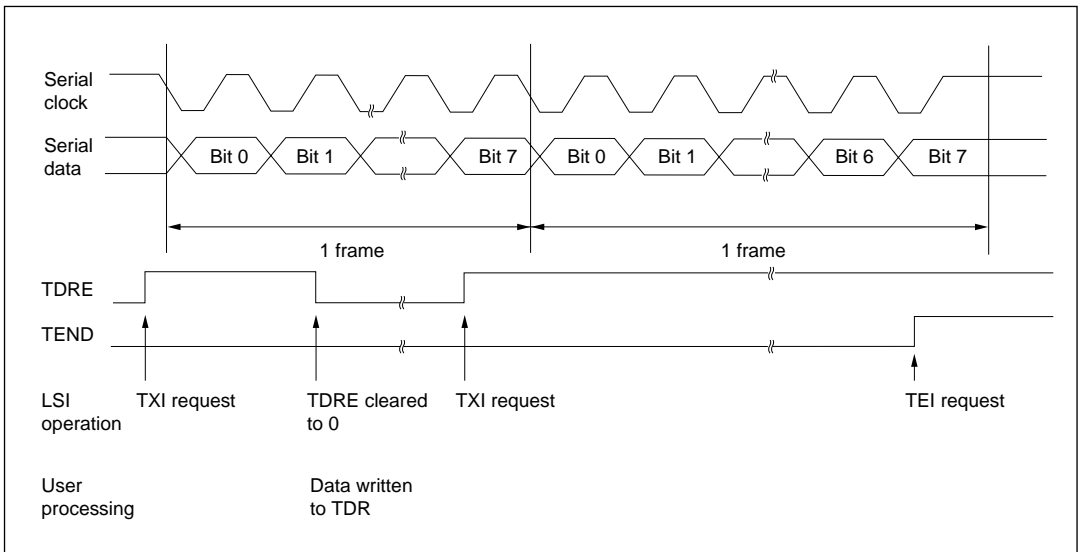 Serial
clock
Serial
data
Bit 0 Bit 1 Bit 7 Bit 0 Bit 1 Bit 6 Bit 7
1 frame 1 frame
TDRE
TEND
LSI
operation
TXI request
TDRE cleared
to 0
TXI request
TEI request
User
processing
Data written
to TDR